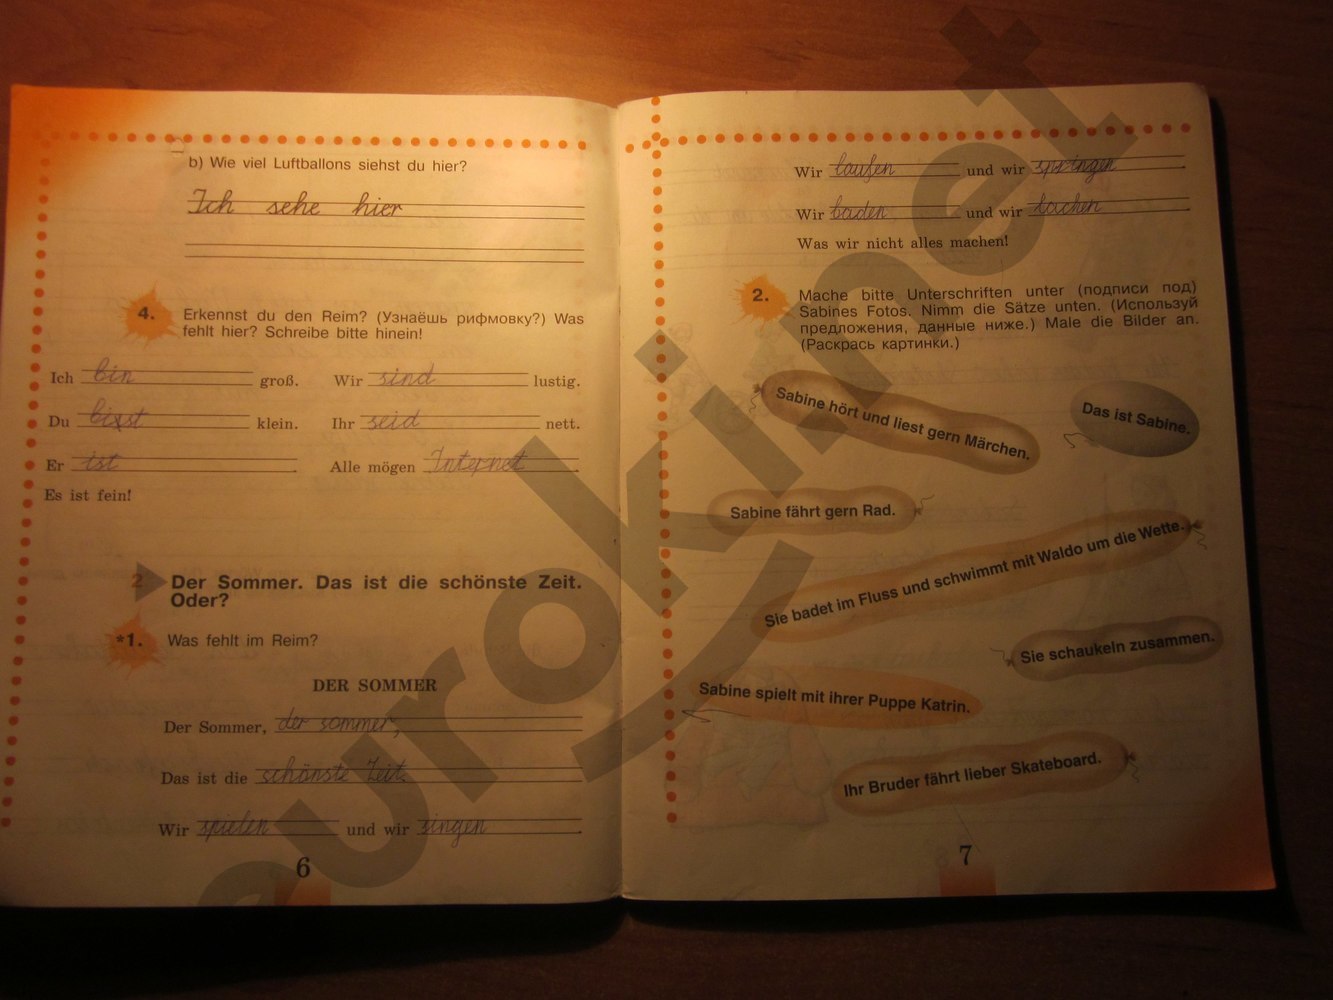 b) Wie viel Luftballons siehst du hier?
Ich sehe hier
4. Erkennst du den Reim? (Узнаёшь рифмовку?) Was
fehlt hier? Schreibe bitte hinein!
Ich bin groß. Wir sind lustig.
Du bist klein. Ihr seid nett.
Er ist Alle mögen Internet.
Es ist fein!
2 Der Sommer. Das ist die schönste Zeit.
Oder?
*1. Was fehlt im Reim?
DER SOMMER
Der Sommer, der sommer,
Das ist die schönste Zeit.
Wir spielen und wir singen.
6
Wir laufen und wir springen.
Wir baden und wir lachen.
Was wir nicht alles machen!
2. Mache bitte Unterschriften unter (подписи под)
Sabines Fotos. Nimm die Sätze unten. (Используй
предложения, данные ниже.) Male die Bilder an.
(Раскрась картинки.)
Sabine hört und liest gern Märchen.
Das ist Sabine.
Sabine fährt gern Rad.
Sie badet im Fluss und schwimmt mit Waldo um die Wette.
Sie schaukeln zusammen.
Sabine spielt mit ihrer Puppe Katrin.
Ihr Bruder fährt lieber Skateboard.
7
eurokinet